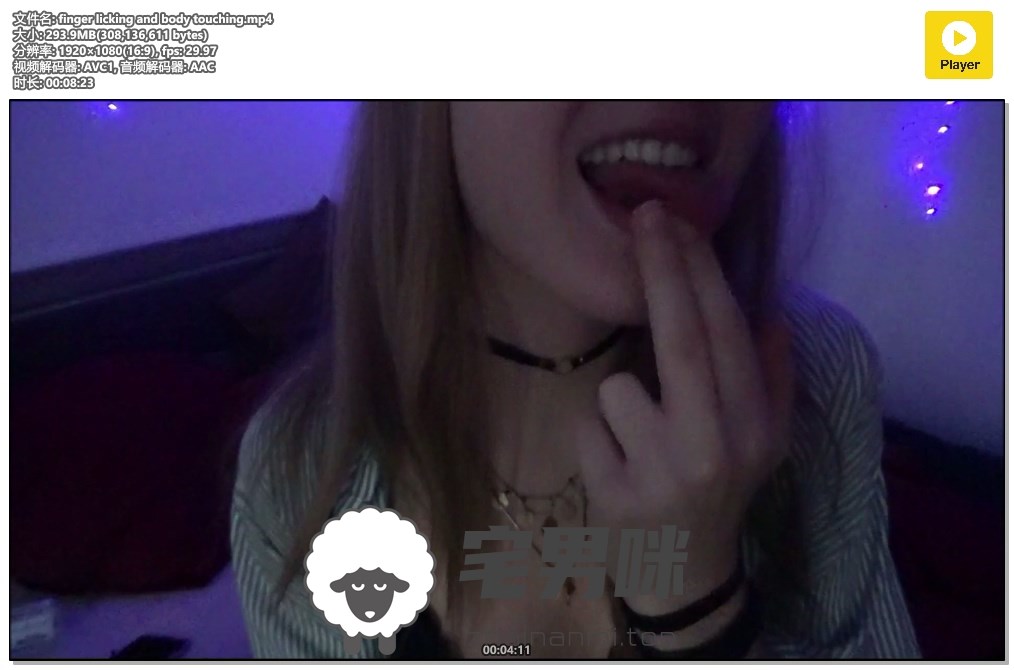 文件名: finger licking and body touching.mp4
大小: 293.9MB(308,136,611 bytes)
分辨率: 1920×1080(16:9), fps: 29.97
视频解码器: AVC1, 音频解码器: AAC
时长: 00:08:23
Player
宅男咪
00:04:11